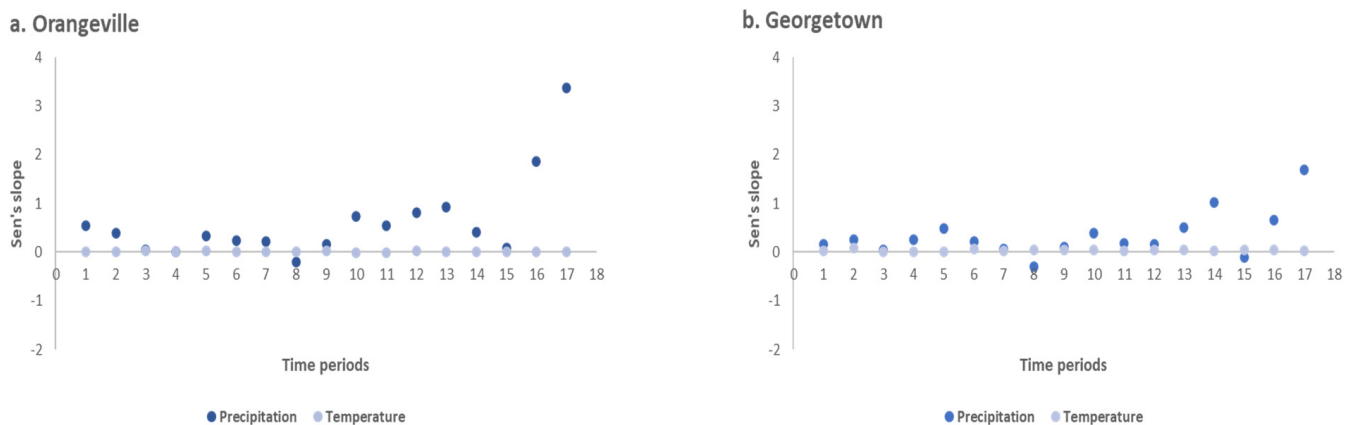 a. Orangeville
4
3
2
1
0
-1
-2
Sen's slope
0 1 2 3 4 5 6 7 8 9 10 11 12 13 14 15 16 17 18
Time periods
Precipitation Temperature
b. Georgetown
4
3
2
1
0
-1
-2
Sen's slope
0 1 2 3 4 5 6 7 8 9 10 11 12 13 14 15 16 17 18
Time periods
Precipitation Temperature